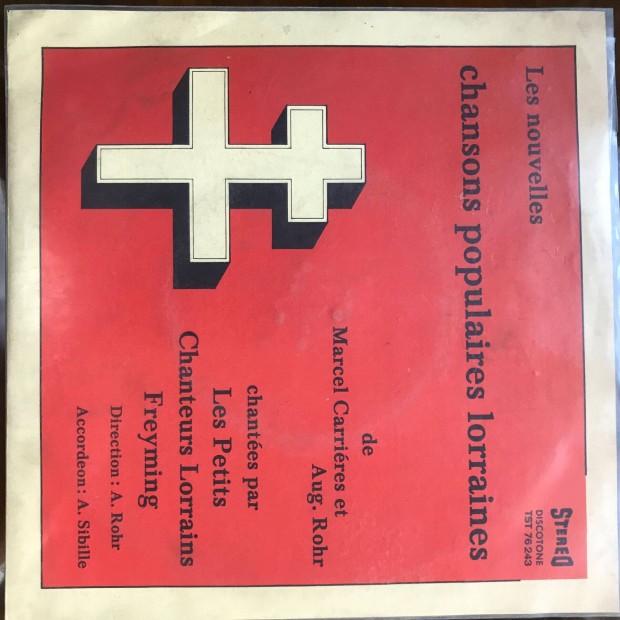 Les nouvelles
chansons populaires lorraines
de
Marcel Carriéres et
Aug. Rohr
chantées par
Les Petits
Chanteurs Lorrains
Freyming
Direction : A. Rohr
Accordeon : A. Sibille
STEREO
DISCOTONE
TST 76 243